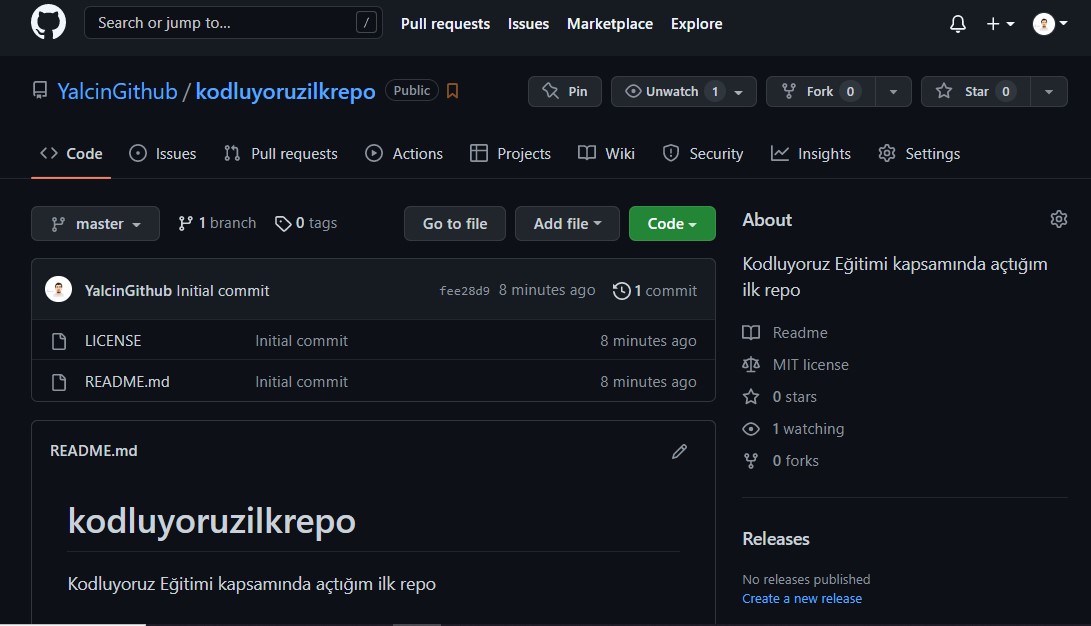 Search or jump to... /
Pull requests Issues Marketplace Explore
YalcinGithub / kodluyoruzilkrepo Public
Pin Unwatch 1 Fork 0 Star 0
Code Issues Pull requests Actions Projects Wiki Security Insights Settings
master 1 branch 0 tags Go to file Add file Code
YalcinGithub Initial commit fee28d9 8 minutes ago 1 commit
LICENSE Initial commit 8 minutes ago
README.md Initial commit 8 minutes ago
README.md
kodluyoruzilkrepo
Kodluyoruz Eğitimi kapsamında açtığım ilk repo
About
Kodluyoruz Eğitimi kapsamında açtığım
ilk repo
Readme
MIT license
0 stars
1 watching
0 forks
Releases
No releases published
Create a new release